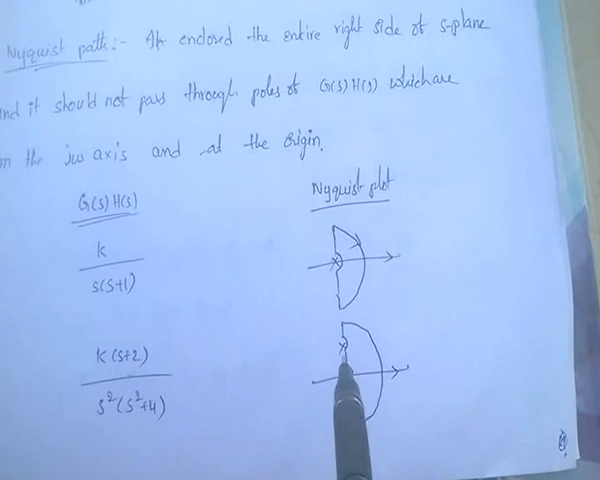 Nyquist path:- It enclosed the entire right side of s-plane
and it should not pass through poles of G(s)H(s) which are
on the jω axis and at the origin.
G(s)H(s) Nyquist plot
K
s(s+1)
K(s+2)
s²(s²+4)